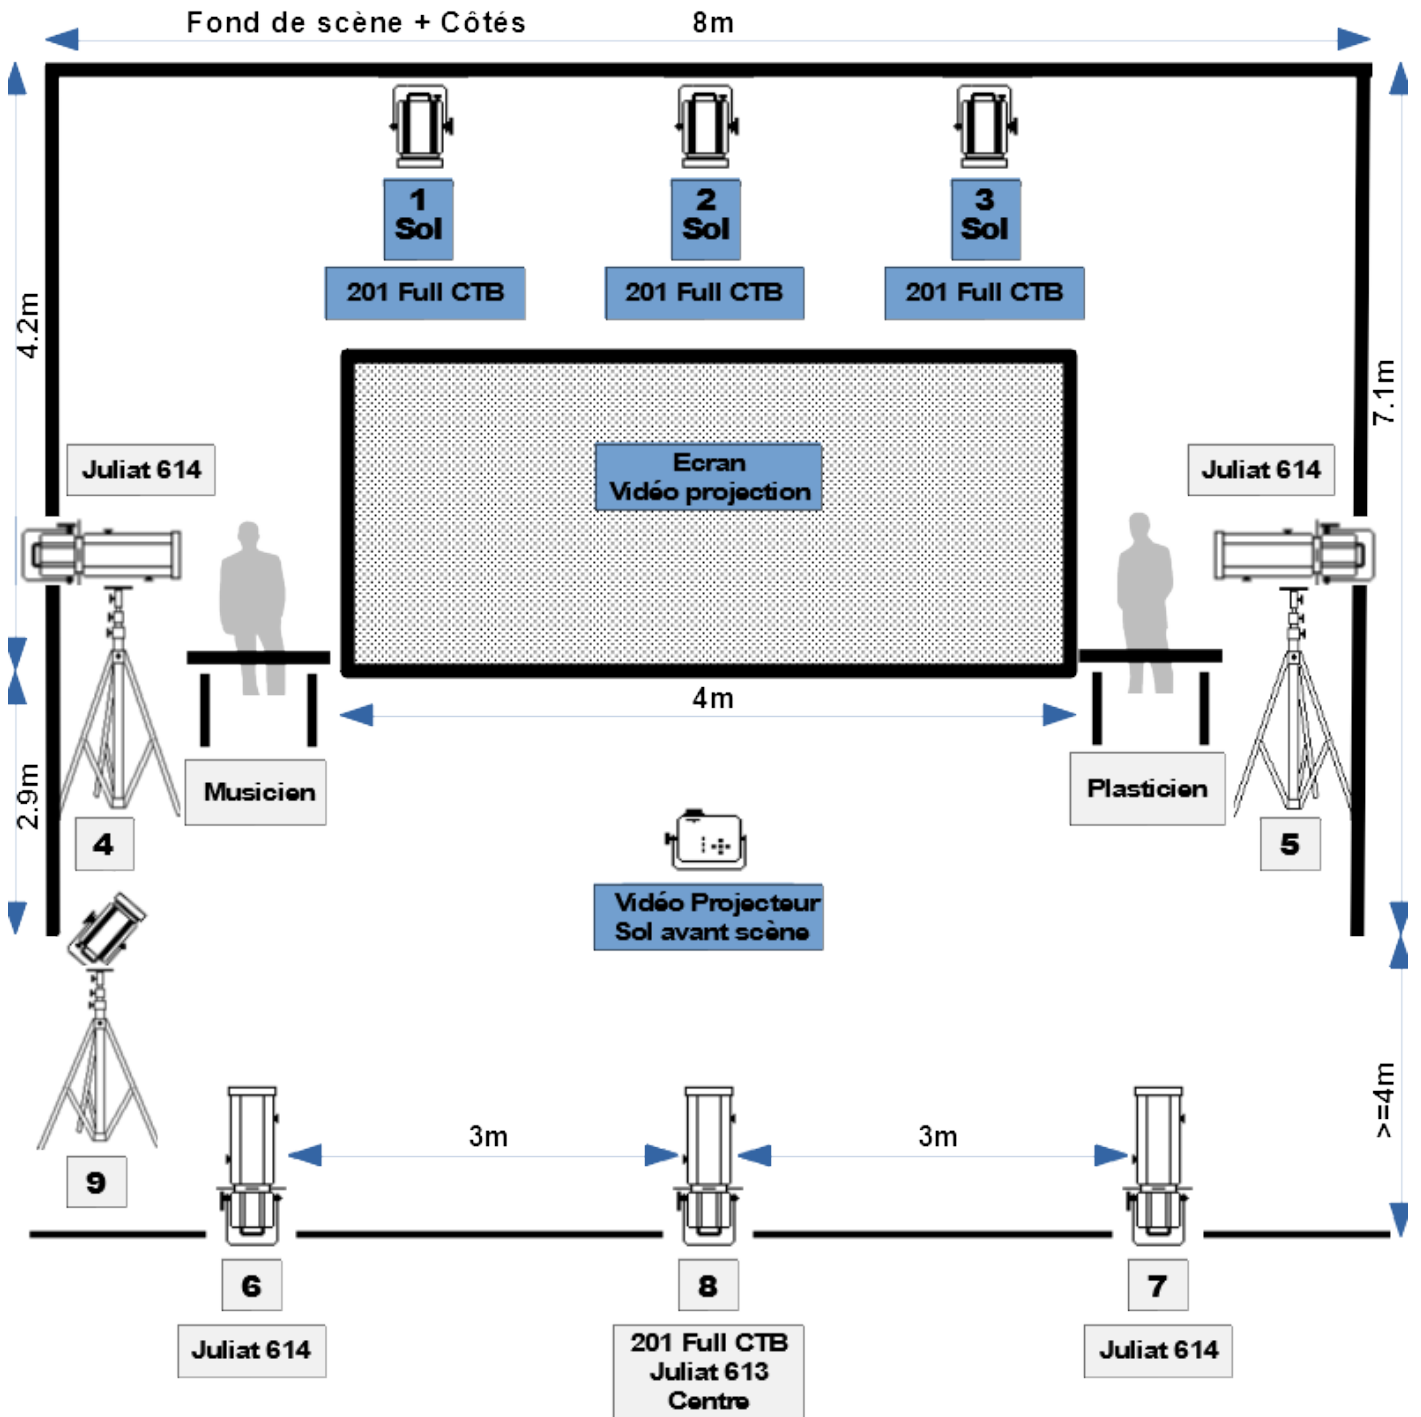 Fond de scène + Côtés
8m
1
Sol
2
Sol
3
Sol
201 Full CTB
201 Full CTB
201 Full CTB
4.2m
7.1m
Juliat 614
Ecran
Vidéo projection
Juliat 614
4m
2.9m
Musicien
Plasticien
4
5
Vidéo Projecteur
Sol avant scène
>=4m
3m
3m
9
6
8
7
Juliat 614
201 Full CTB
Juliat 613
Centre
Juliat 614